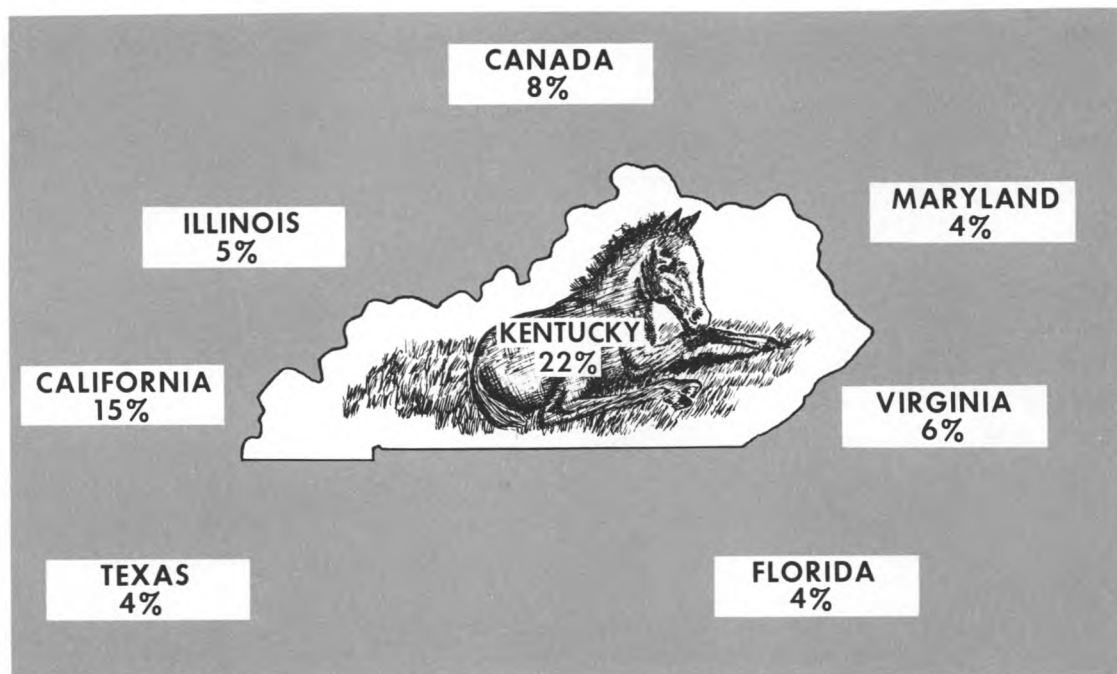 CANADA
8%
ILLINOIS
5%
MARYLAND
4%
KENTUCKY
22%
CALIFORNIA
15%
VIRGINIA
6%
TEXAS
4%
FLORIDA
4%